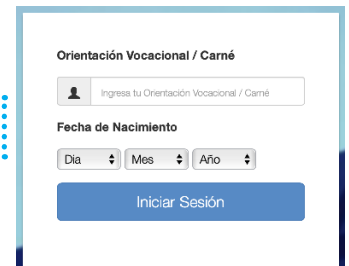 Orientación Vocacional / Carné
Ingresa tu Orientación Vocacional / Carné
Fecha de Nacimiento
Dia Mes Año
Iniciar Sesión